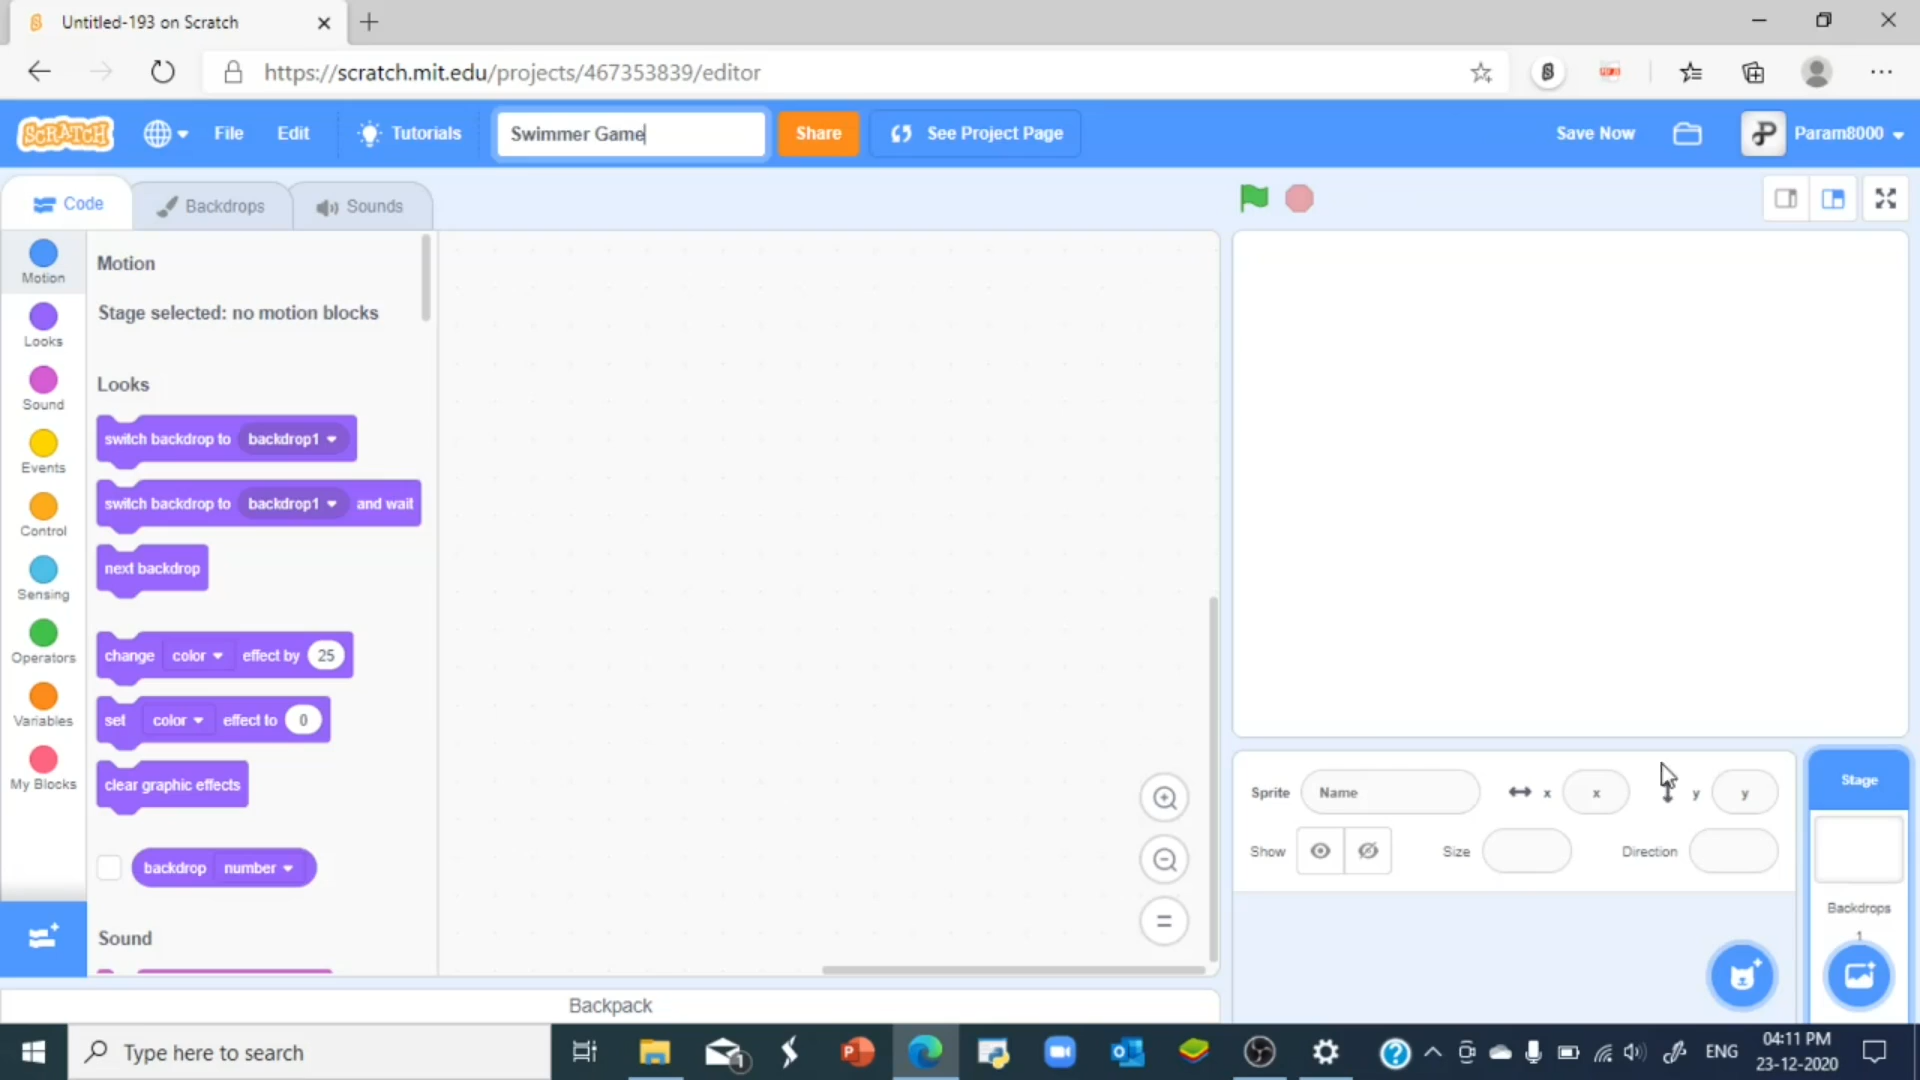 Untitled-193 on Scratch
https://scratch.mit.edu/projects/467353839/editor
SCRATCH
File
Edit
Tutorials
Swimmer Game
Share
See Project Page
Save Now
Param8000
Code
Backdrops
Sounds
Motion
Looks
Sound
Events
Control
Sensing
Operators
Variables
My Blocks
Motion
Stage selected: no motion blocks
Looks
switch backdrop to backdrop1
switch backdrop to backdrop1 and wait
next backdrop
change color effect by 25
set color effect to 0
clear graphic effects
backdrop number
Sound
Backpack
Sprite Name x x y y
Show Size Direction
Stage
Backdrops
1
Type here to search
1
ENG
04:11 PM
23-12-2020